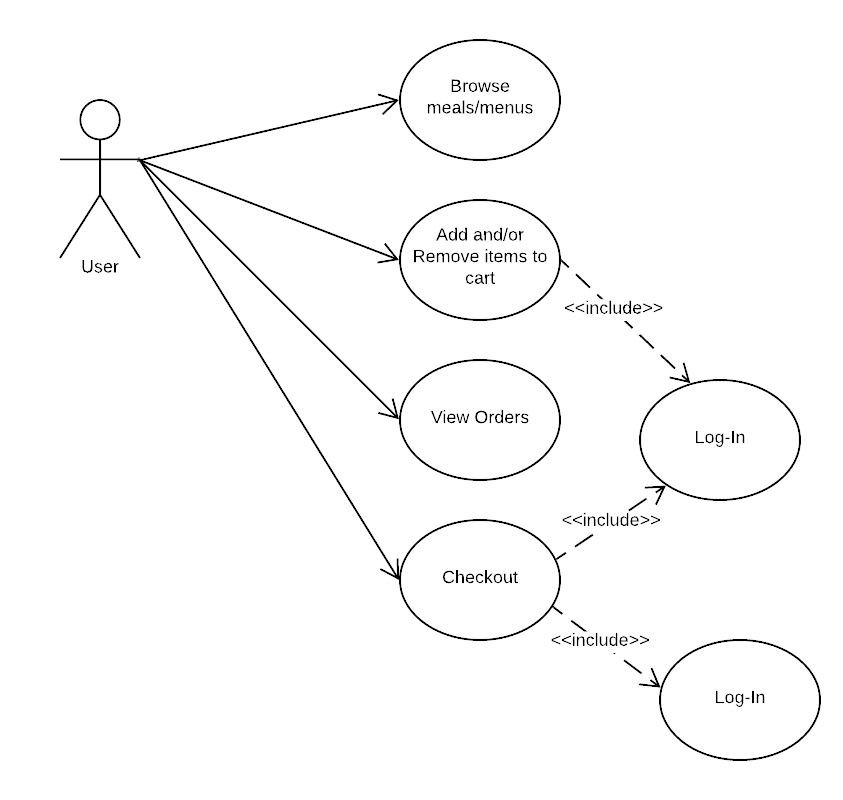 Browse
meals/menus
User
Add and/or
Remove items to
cart
<<include>>
View Orders
Log-In
<<include>>
Checkout
<<include>>
Log-In